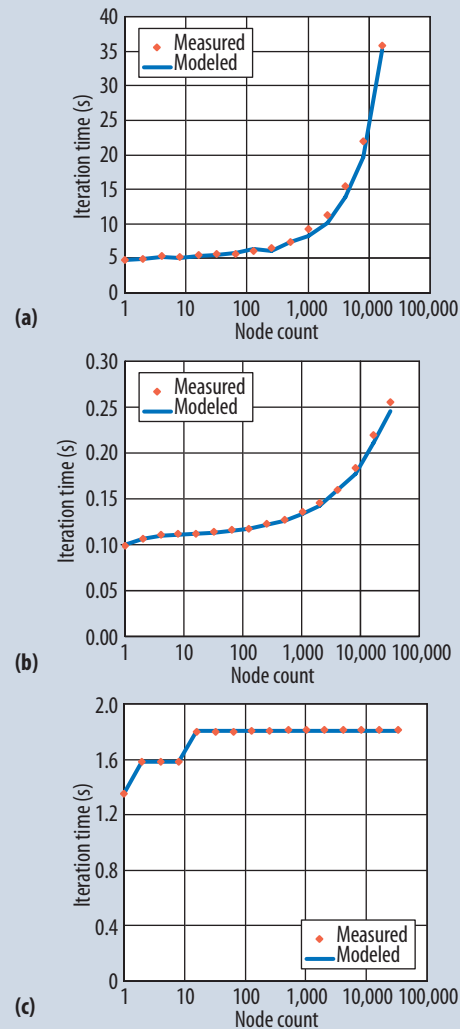 40
35
30
25
20
15
10
5
0
Iteration time (s)
Measured
Modeled
1 10 100 1,000 10,000 100,000
Node count
(a)
0.30
0.25
0.20
0.15
0.10
0.05
0.00
Iteration time (s)
Measured
Modeled
1 10 100 1,000 10,000 100,000
Node count
(b)
2.0
1.6
1.2
0.8
0.4
0
Iteration time (s)
Measured
Modeled
1 10 100 1,000 10,000 100,000
Node count
(c)